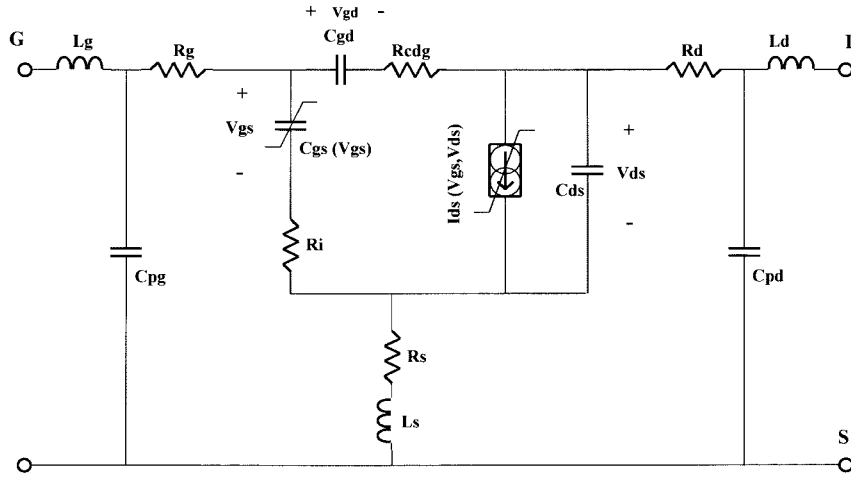 + Vgd -
Cgd
G
Lg
Rg
Rcdg
Rd
Ld
+
Vgs
-
Cgs (Vgs)
Ids (Vgs,Vds)
Cds
+
Vds
-
Ri
Cpg
Cpd
Rs
Ls
S